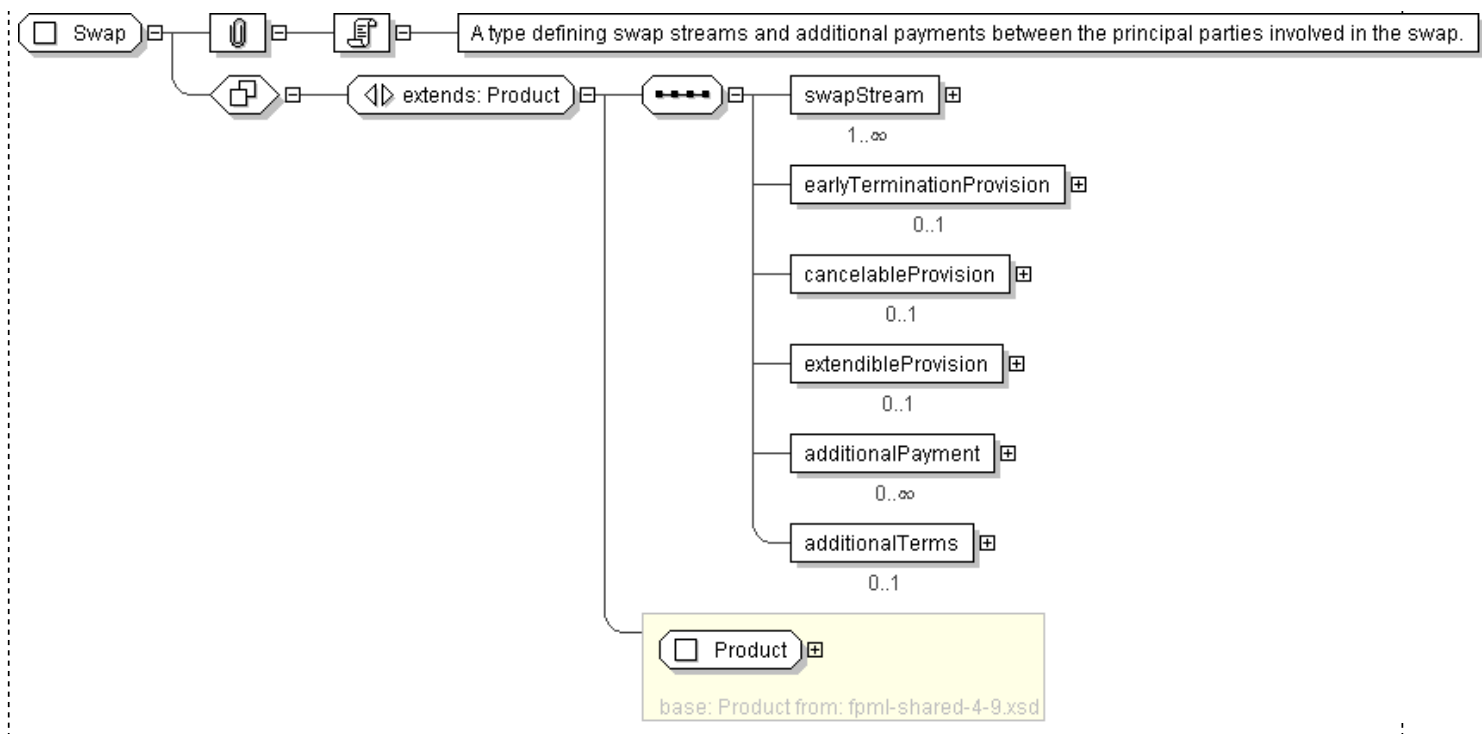 Swap
A type defining swap streams and additional payments between the principal parties involved in the swap.
extends: Product
swapStream
1..∞
earlyTerminationProvision
0..1
cancelableProvision
0..1
extendibleProvision
0..1
additionalPayment
0..∞
additionalTerms
0..1
Product
base: Product from: fpml-shared-4-9.xsd